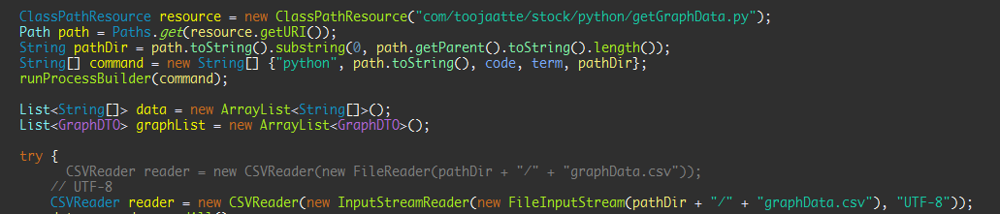 ClassPathResource resource = new ClassPathResource("com/toojaatte/stock/python/getGraphData.py");
Path path = Paths.get(resource.getURI());
String pathDir = path.toString().substring(0, path.getParent().toString().length());
String[] command = new String[] {"python", path.toString(), code, term, pathDir};
runProcessBuilder(command);
List<String[]> data = new ArrayList<String[]>();
List<GraphDTO> graphList = new ArrayList<GraphDTO>();
try {
CSVReader reader = new CSVReader(new FileReader(pathDir + "/" + "graphData.csv"));
// UTF-8
CSVReader reader = new CSVReader(new InputStreamReader(new FileInputStream(pathDir + "/" + "graphData.csv"), "UTF-8"));